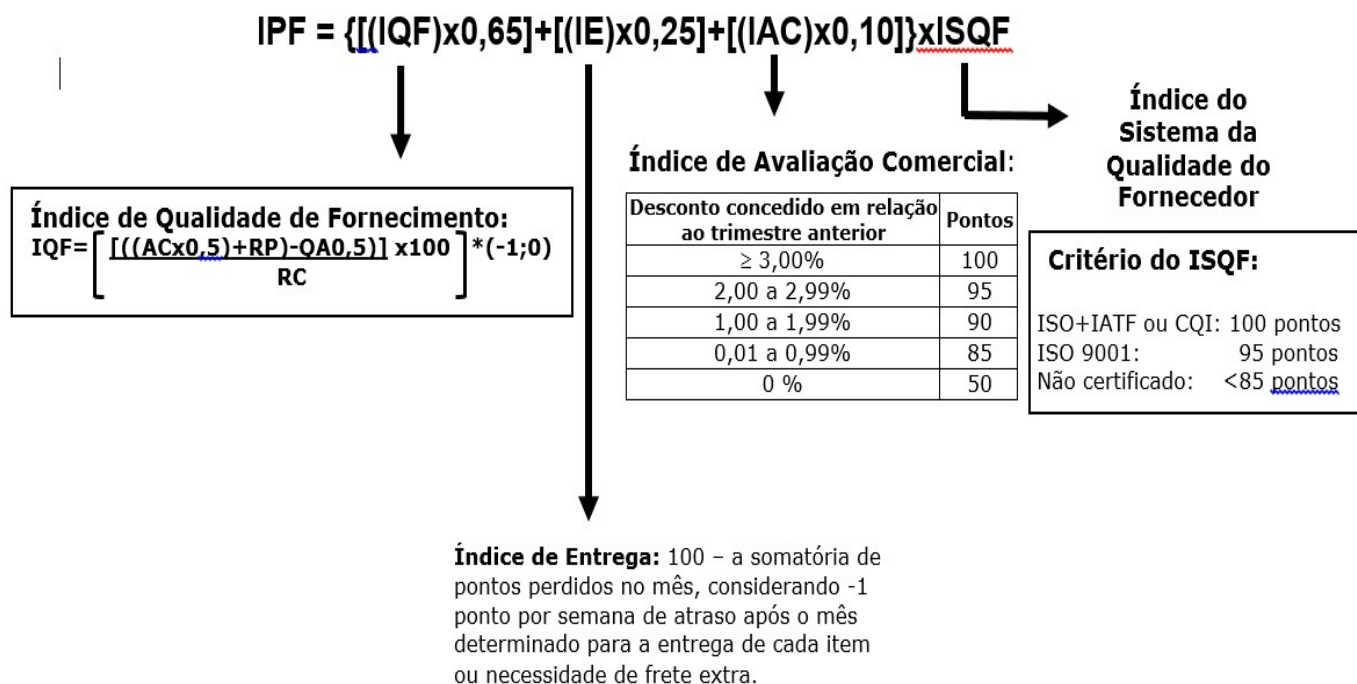 IPF = {[(IQF)x0,65]+[(IE)x0,25]+[(IAC)x0,10]}xISQF
Índice de Qualidade de Fornecimento:
IQF= [ [((ACx0,5)+RP)-QA0,5)] x100 ] *(-1;0)
RC
Índice de Avaliação Comercial:
Desconto concedido em relação
ao trimestre anterior
Pontos
≥ 3,00% 100
2,00 a 2,99% 95
1,00 a 1,99% 90
0,01 a 0,99% 85
0 % 50
Índice do
Sistema da
Qualidade do
Fornecedor
Critério do ISQF:
ISO+IATF ou CQI: 100 pontos
ISO 9001: 95 pontos
Não certificado: <85 pontos
Índice de Entrega: 100 – a somatória de
pontos perdidos no mês, considerando -1
ponto por semana de atraso após o mês
determinado para a entrega de cada item
ou necessidade de frete extra.